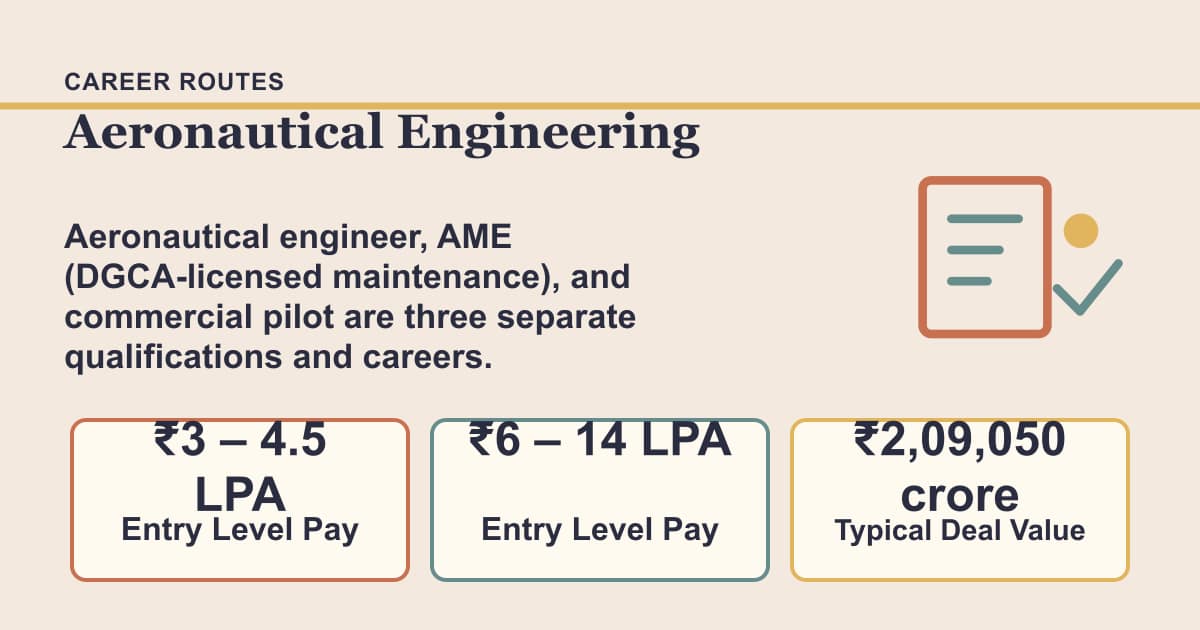 CAREER ROUTES
Aeronautical Engineering
Aeronautical engineer, AME
(DGCA-licensed maintenance), and
commercial pilot are three separate
qualifications and careers.
₹3 – 4.5
LPA
Entry Level Pay
₹6 – 14 LPA
Entry Level Pay
₹2,09,050
crore
Typical Deal Value